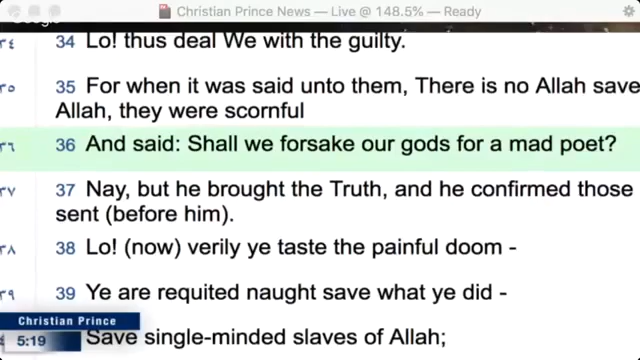 Christian Prince News — Live @ 148.5% — Ready
٣٤ 34 Lo! thus deal We with the guilty.
٣٥ 35 For when it was said unto them, There is no Allah save
Allah, they were scornful
٣٦ 36 And said: Shall we forsake our gods for a mad poet?
٣٧ 37 Nay, but he brought the Truth, and he confirmed those
sent (before him).
٣٨ 38 Lo! (now) verily ye taste the painful doom -
٣٩ 39 Ye are requited naught save what ye did -
Christian Prince
5:19
Save single-minded slaves of Allah;